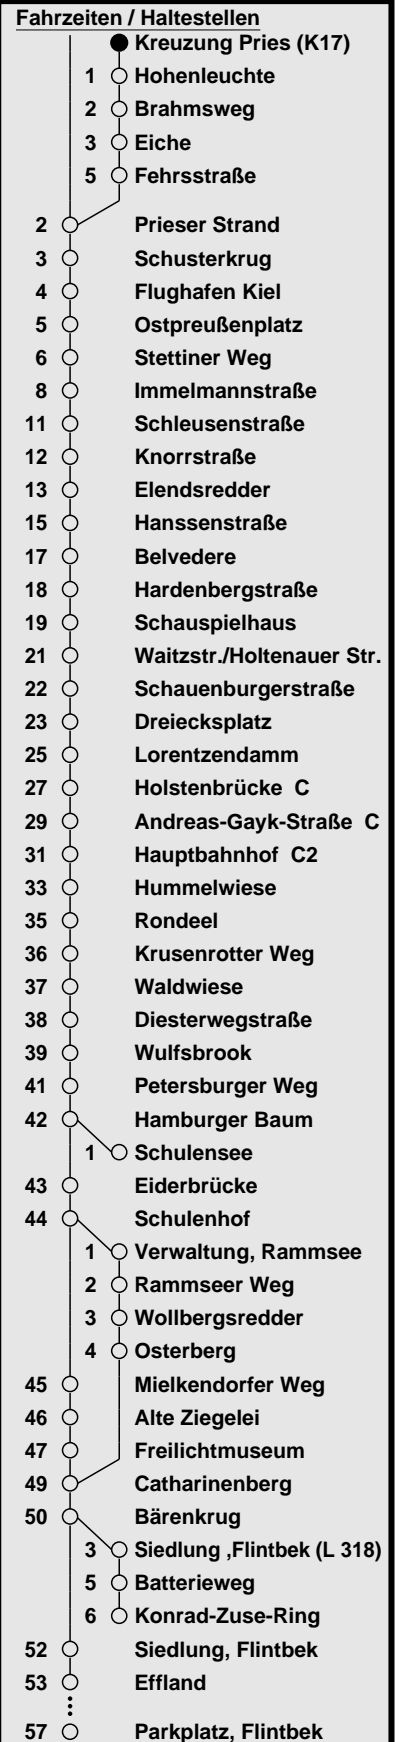 Fahrzeiten / Haltestellen
Kreuzung Pries (K17)
1 Hohenleuchte
2 Brahmsweg
3 Eiche
5 Fehrsstraße
2 Prieser Strand
3 Schusterkrug
4 Flughafen Kiel
5 Ostpreußenplatz
6 Stettiner Weg
8 Immelmannstraße
11 Schleusenstraße
12 Knorrstraße
13 Elendsredder
15 Hanssenstraße
17 Belvedere
18 Hardenbergstraße
19 Schauspielhaus
21 Waitzstr./Holtenauer Str.
22 Schauenburgerstraße
23 Dreiecksplatz
25 Lorentzendamm
27 Holstenbrücke C
29 Andreas-Gayk-Straße C
31 Hauptbahnhof C2
33 Hummelwiese
35 Rondeel
36 Krusenrotter Weg
37 Waldwiese
38 Diesterwegstraße
39 Wulfsbrook
41 Petersburger Weg
42 Hamburger Baum
1 Schulensee
43 Eiderbrücke
44 Schulenhof
1 Verwaltung, Rammsee
2 Rammseer Weg
3 Wollbergsredder
4 Osterberg
45 Mielkendorfer Weg
46 Alte Ziegelei
47 Freilichtmuseum
49 Catharinenberg
50 Bärenkrug
3 Siedlung ,Flintbek (L 318)
5 Batterieweg
6 Konrad-Zuse-Ring
52 Siedlung, Flintbek
53 Effland
57 Parkplatz, Flintbek